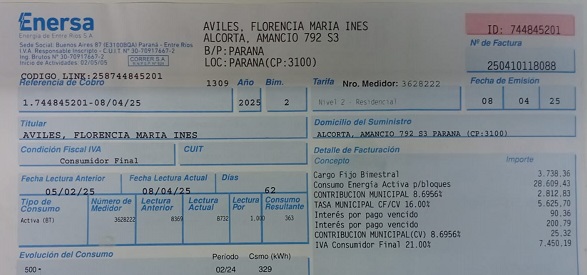 Enersa
Energía de Entre Ríos S.A.
Sede Social: Buenos Aires 87 (E3100BQA) Paraná - Entre Ríos
I.V.A. Responsable Inscripto - C.U.I.T Nº 30-70917667-2
Ing. Brutos Nº 30-70917667-2
Inicio de Actividades 02/05/05
CORREO S.A.
CODIGO LINK:258744845201
AVILES, FLORENCIA MARIA INES
ALCORTA, AMANCIO 792 S3
B/P:PARANA
LOC:PARANA(CP:3100)
ID: 744845201
Nº de Factura
250410118088
Referencia de Cobro
1309
Año
Bim.
Tarifa
Nro. Medidor: 3628222
Fecha de Emisión
1.744845201-08/04/25
2025
2
Nivel 2 - Residencial
08 04 25
Titular
AVILES, FLORENCIA MARIA INES
Domicilio del Suministro
ALCORTA, AMANCIO 792 S3 PARANA (CP:3100)
Condición Fiscal IVA
CUIT
Consumidor Final
Fecha Lectura Anterior
Fecha Lectura Actual
Días
05/02/25
08/04/25
62
Tipo de Consumo
Número de Medidor
Lectura Anterior
Lectura Actual
Lectura Por
Consumo Resultante
Activa (BT) 3628222 8369 8732 1,000 363
Detalle de Facturación
Concepto
Importe
Cargo Fijo Bimestral 3.738,36
Consumo Energía Activa p/bloques 28.609,43
CONTRIBUCION MUNICIPAL 8.6956% 2.812,83
TASA MUNICIPAL CF/CV 16.00% 5.625,70
Interés por pago vencido 90,36
Interés por pago vencido 200,79
CONTRIBUCION MUNICIPAL(CV) 8.6956% 25,32
IVA Consumidor Final 21.00% 7.450,19
Evolución del Consumo
Período
Csmo (kWh)
500
02/24 329